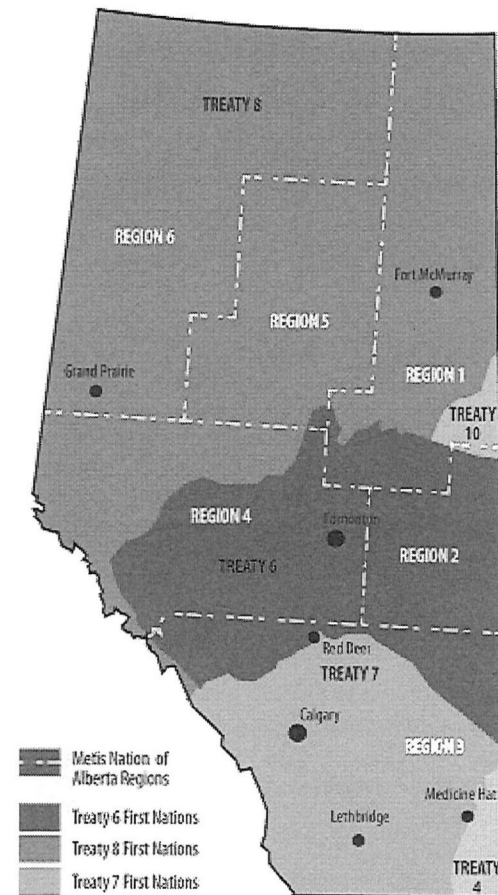 TREATY 8
REGION 6
Fort McMurray
REGION 5
Grand Prairie
REGION 1
TREATY
10
REGION 4
Edmonton
REGION 2
TREATY 6
Red Deer
TREATY 7
Calgary
REGION 3
Metis Nation of
Alberta Regions
Medicine Hat
Treaty 6 First Nations
Lethbridge
Treaty 8 First Nations
TREATY
4
Treaty 7 First Nations